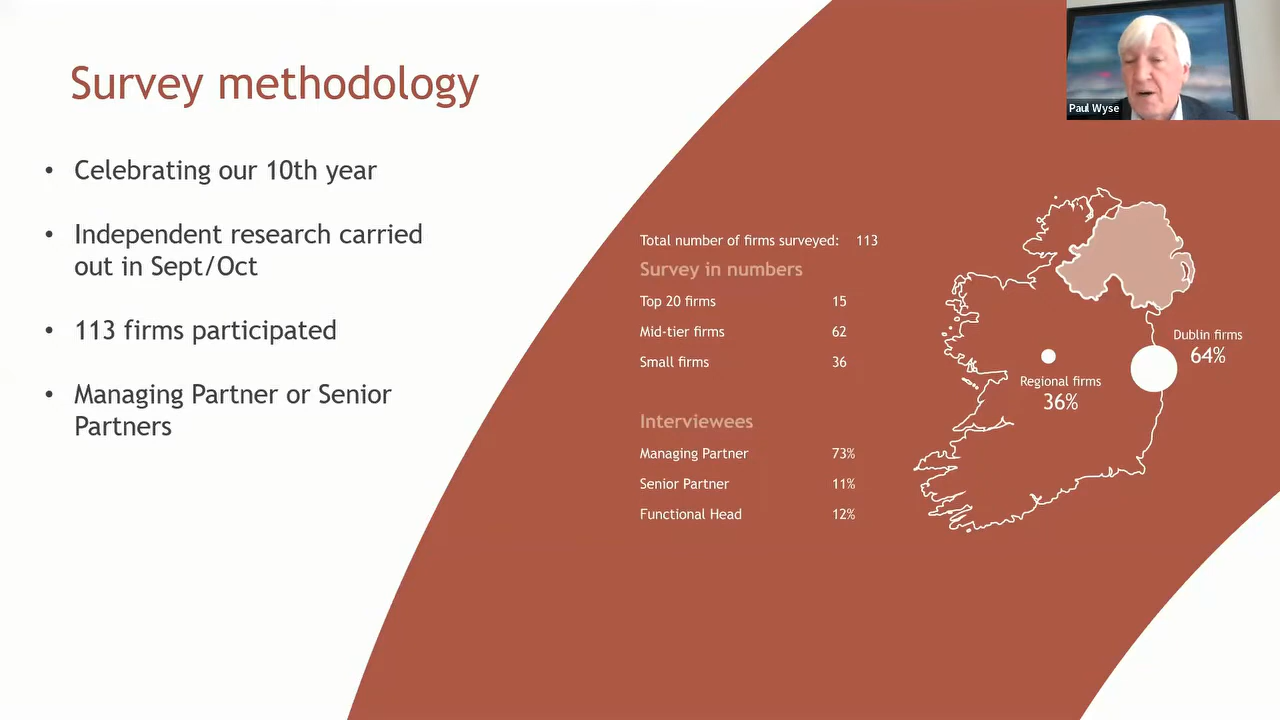 Survey methodology
• Celebrating our 10th year
• Independent research carried
out in Sept/Oct
• 113 firms participated
• Managing Partner or Senior
Partners
Total number of firms surveyed: 113
Survey in numbers
Top 20 firms 15
Mid-tier firms 62
Small firms 36
Interviewees
Managing Partner 73%
Senior Partner 11%
Functional Head 12%
Dublin firms
64%
Regional firms
36%
Paul Wyse